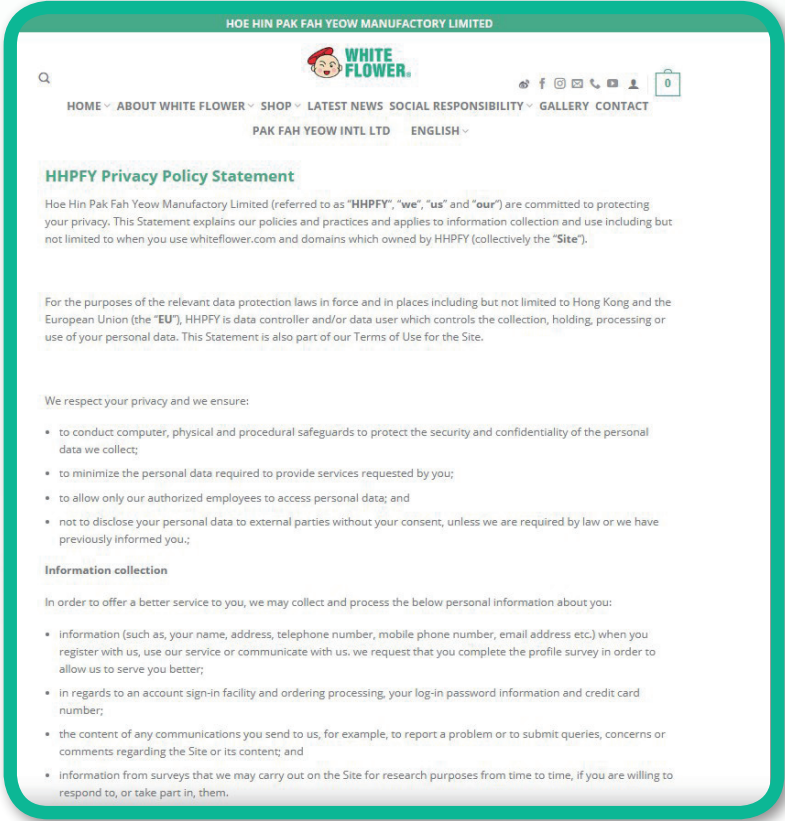 HOE HIN PAK FAH YEOW MANUFACTORY LIMITED
WHITE
FLOWER®
0
HOME ABOUT WHITE FLOWER SHOP LATEST NEWS SOCIAL RESPONSIBILITY GALLERY CONTACT
PAK FAH YEOW INTL LTD ENGLISH
HHPFY Privacy Policy Statement
Hoe Hin Pak Fah Yeow Manufactory Limited (referred to as “HHPFY”, “we”, “us” and “our”) are committed to protecting
your privacy. This Statement explains our policies and practices and applies to information collection and use including but
not limited to when you use whiteflower.com and domains which owned by HHPFY (collectively the “Site”).
For the purposes of the relevant data protection laws in force and in places including but not limited to Hong Kong and the
European Union (the “EU”), HHPFY is data controller and/or data user which controls the collection, holding, processing or
use of your personal data. This Statement is also part of our Terms of Use for the Site.
We respect your privacy and we ensure:
• to conduct computer, physical and procedural safeguards to protect the security and confidentiality of the personal
data we collect;
• to minimize the personal data required to provide services requested by you;
• to allow only our authorized employees to access personal data; and
• not to disclose your personal data to external parties without your consent, unless we are required by law or we have
previously informed you.;
Information collection
In order to offer a better service to you, we may collect and process the below personal information about you:
• information (such as, your name, address, telephone number, mobile phone number, email address etc.) when you
register with us, use our service or communicate with us. we request that you complete the profile survey in order to
allow us to serve you better;
• in regards to an account sign-in facility and ordering processing, your log-in password information and credit card
number;
• the content of any communications you send to us, for example, to report a problem or to submit queries, concerns or
comments regarding the Site or its content; and
• information from surveys that we may carry out on the Site for research purposes from time to time, if you are willing to
respond to, or take part in, them.